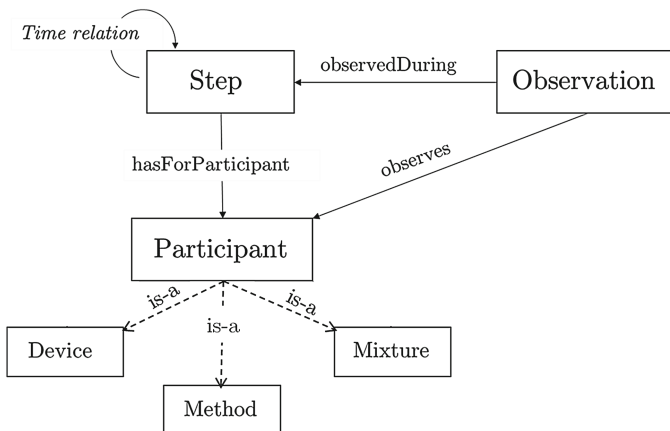 Time relation
Step
observedDuring
Observation
hasForParticipant
observes
Participant
is-a
is-a
is-a
Device
Mixture
Method